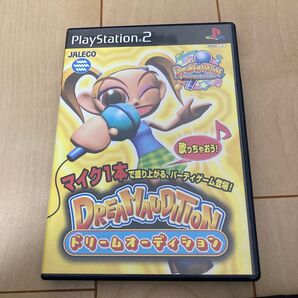 PlayStation 2
JALECO
DREAM AUDITION
歌っちゃおう!
マイク1本で盛り上がる、パーティゲーム登場!
DREAM AUDITION
ドリームオーディション